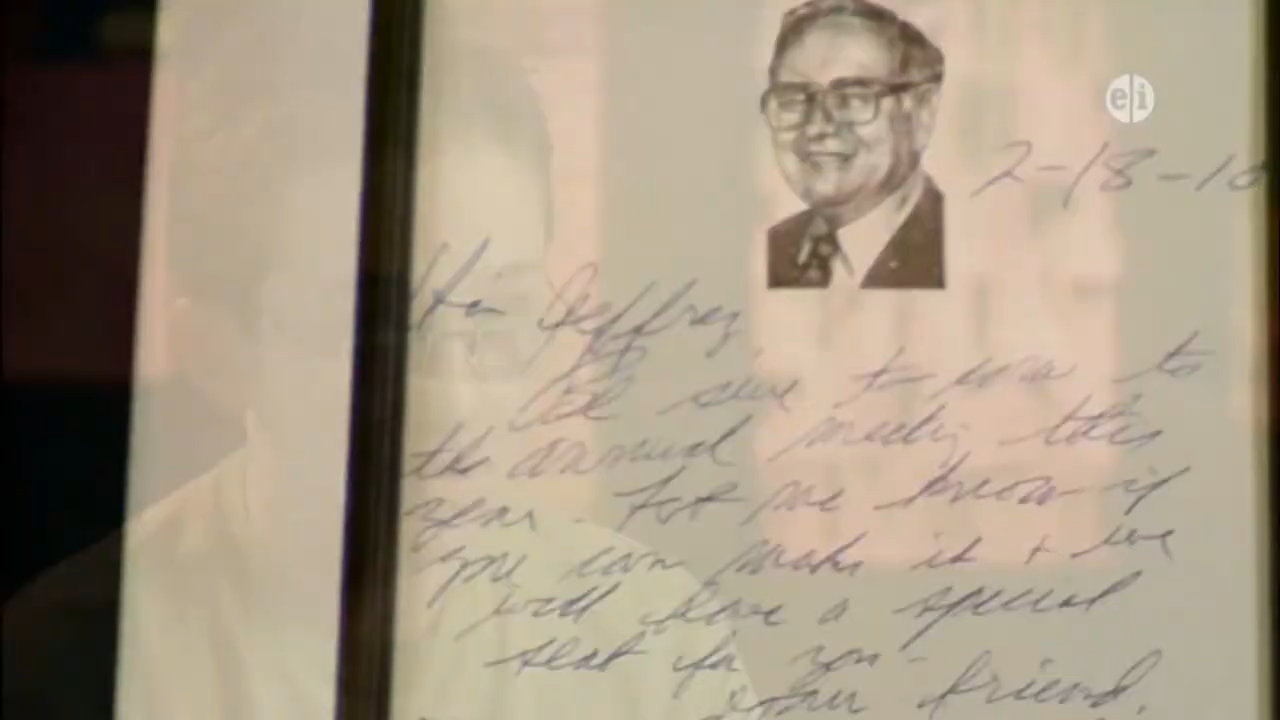 e/i
2-18-10
Hi Jeffrey
Be sure to come to
the annual meeting this
year - Let me know if
you can make it + we
will have a special
seat for you -
Your friend,